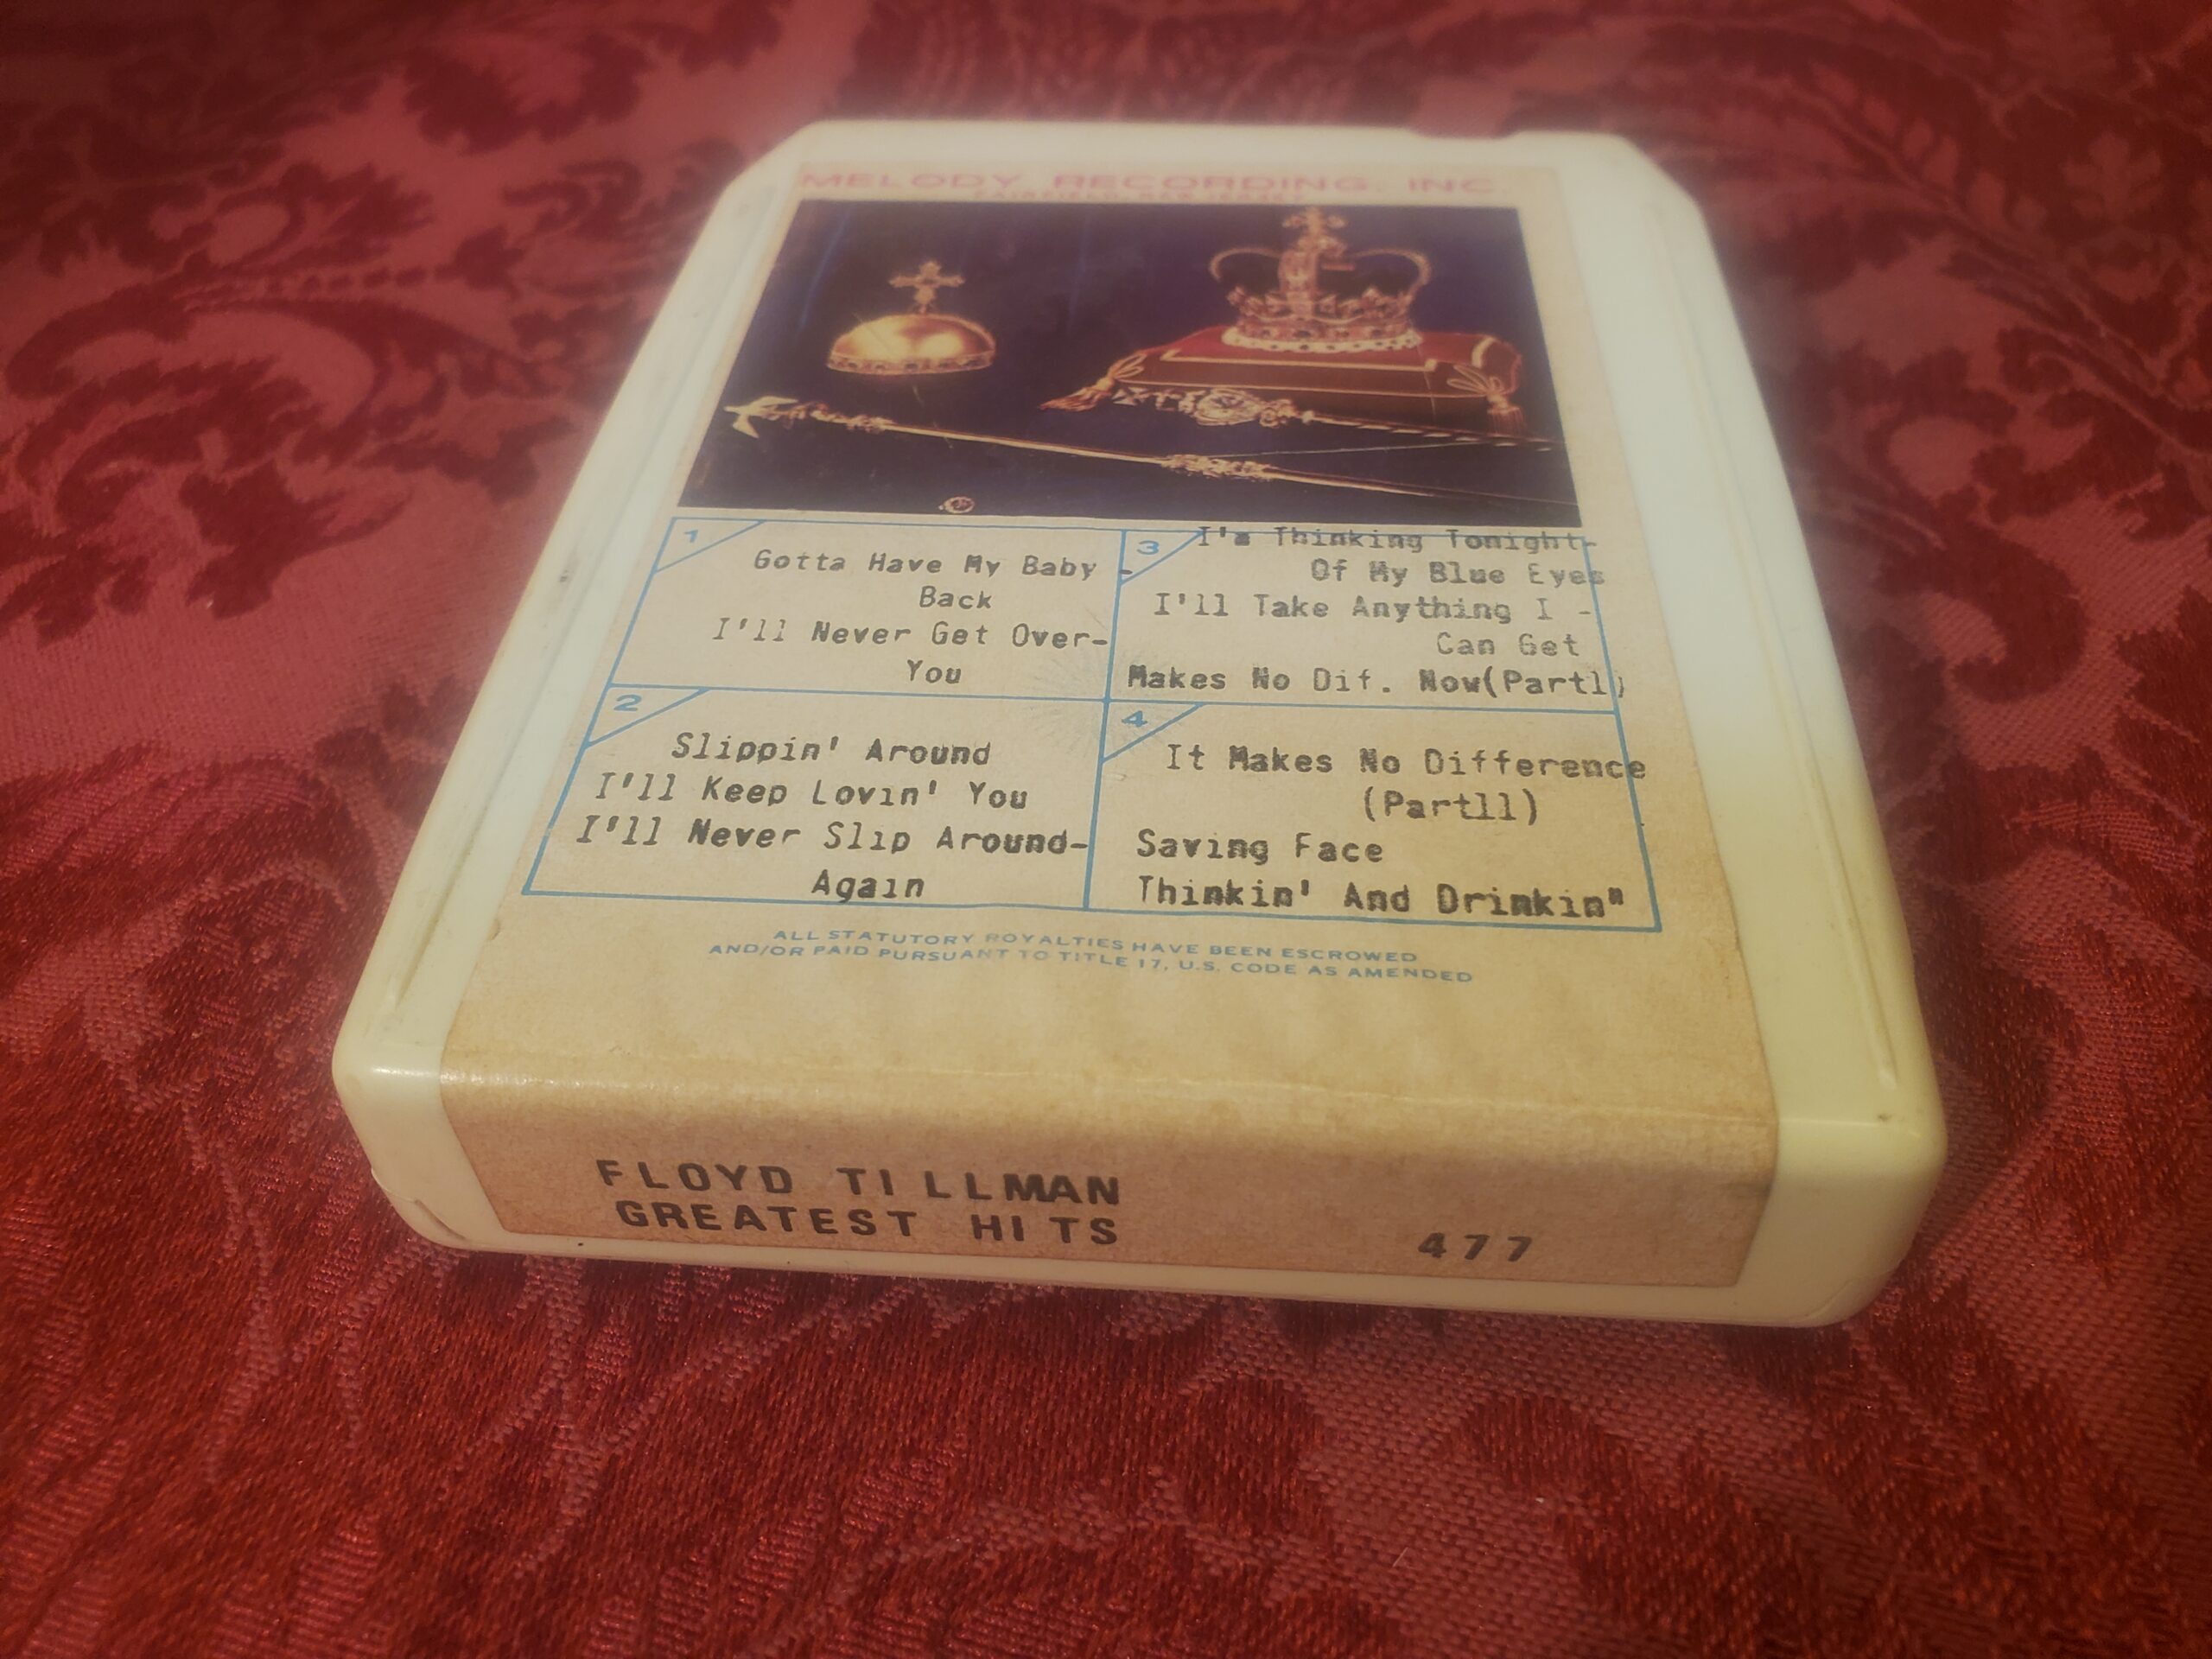 MELODY RECORDING, INC.
FAIRFIELD, NEW JERSEY
1
Gotta Have My Baby -
Back
I'll Never Get Over-
You
2
Slippin' Around
I'll Keep Lovin' You
I'll Never Slip Around-
Again
3
I'm Thinking Tonight-
Of My Blue Eyes
I'll Take Anything I -
Can Get
Makes No Dif. Now(Partl)
4
It Makes No Difference
(Partll)
Saving Face
Thinkin' And Drinkin"
ALL STATUTORY ROYALTIES HAVE BEEN ESCROWED
AND/OR PAID PURSUANT TO TITLE 17, U.S. CODE AS AMENDED
FLOYD TILLMAN
GREATEST HITS
477